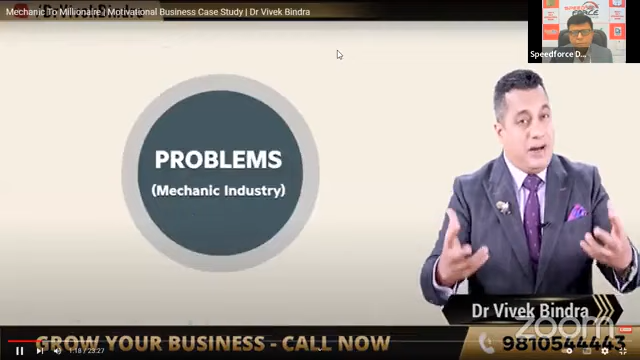 Mechanic To Millionaire | Motivational Business Case Study | Dr Vivek Bindra
Speedforce D...
PROBLEMS
(Mechanic Industry)
Dr Vivek Bindra
zoom
GROW YOUR BUSINESS - CALL NOW
9810544443
1:18 / 23:27